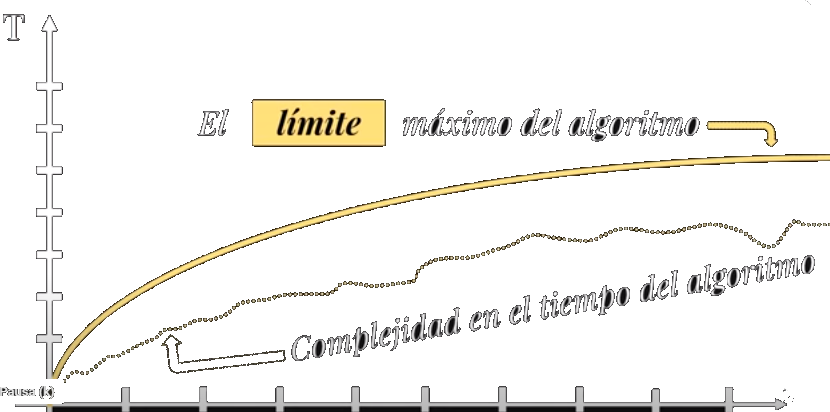 T
El límite máximo del algoritmo
Complejidad en el tiempo del algoritmo
Pausa (k)